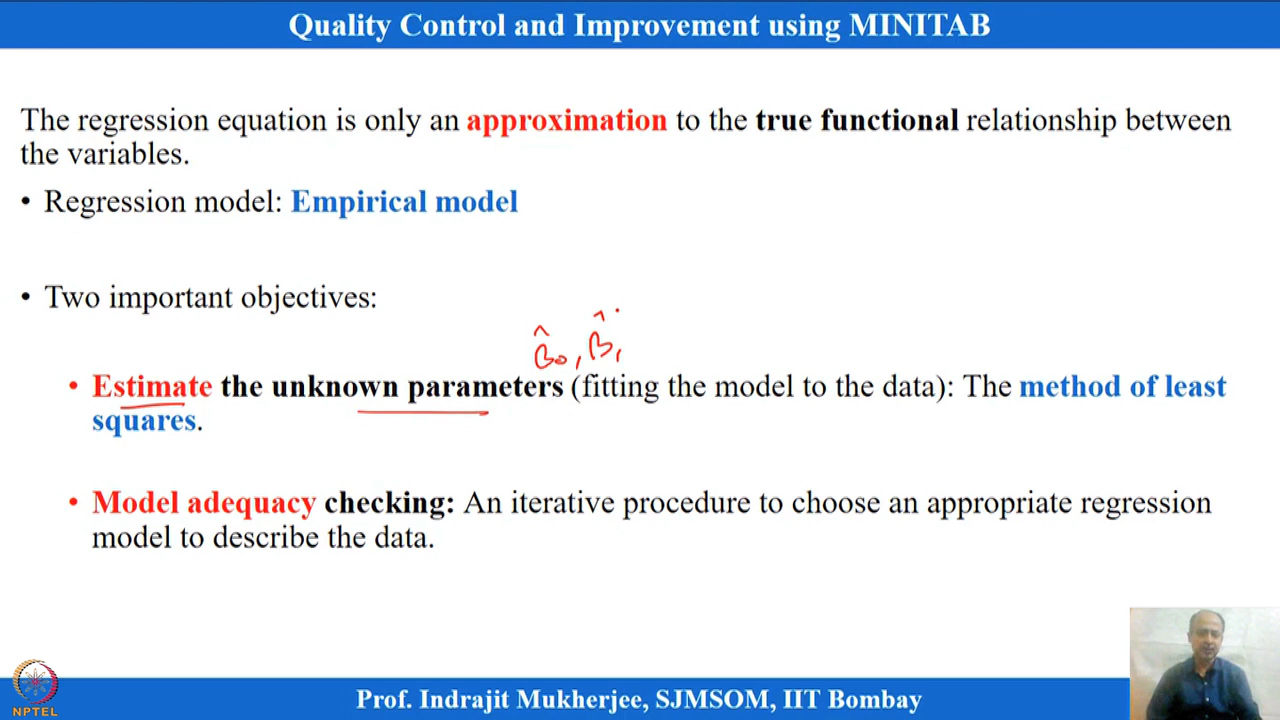 Quality Control and Improvement using MINITAB
The regression equation is only an approximation to the true functional relationship between
the variables.
• Regression model: Empirical model
• Two important objectives:
β̂0, β̂1
• Estimate the unknown parameters (fitting the model to the data): The method of least
squares.
• Model adequacy checking: An iterative procedure to choose an appropriate regression
model to describe the data.
NPTEL
Prof. Indrajit Mukherjee, SJMSOM, IIT Bombay